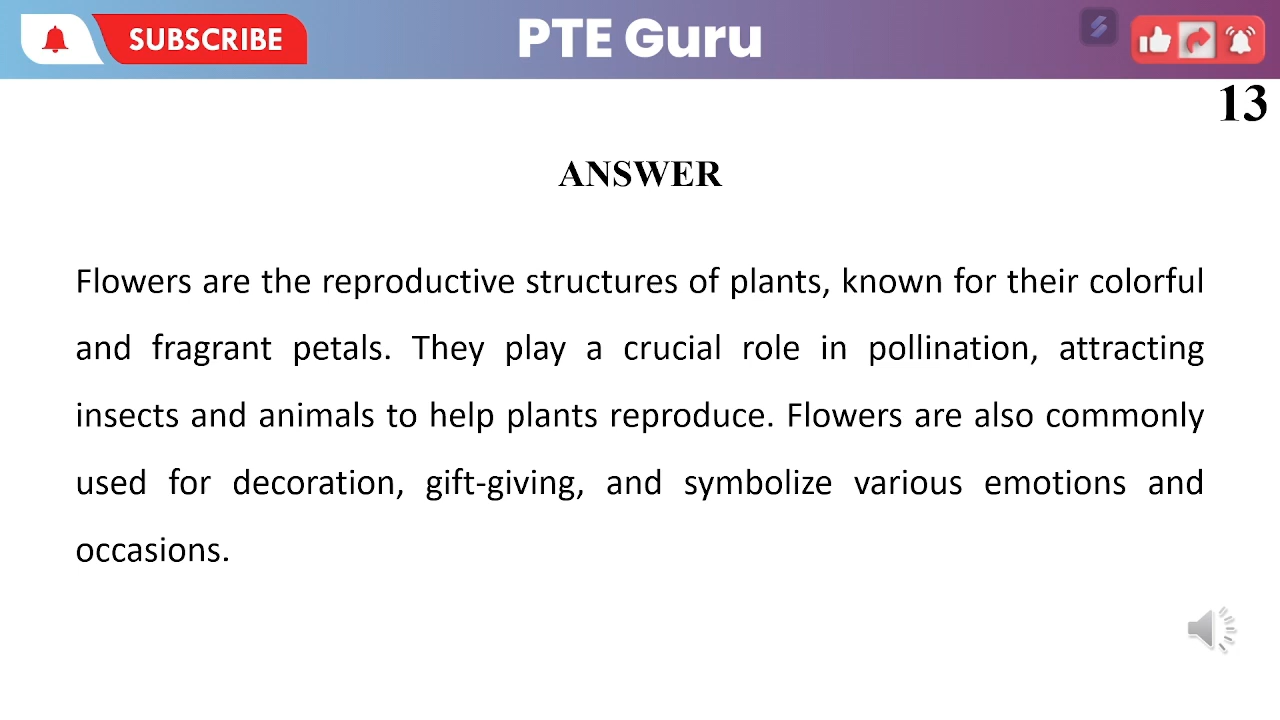 SUBSCRIBE
PTE Guru
13
ANSWER
Flowers are the reproductive structures of plants, known for their colorful
and fragrant petals. They play a crucial role in pollination, attracting
insects and animals to help plants reproduce. Flowers are also commonly
used for decoration, gift-giving, and symbolize various emotions and
occasions.